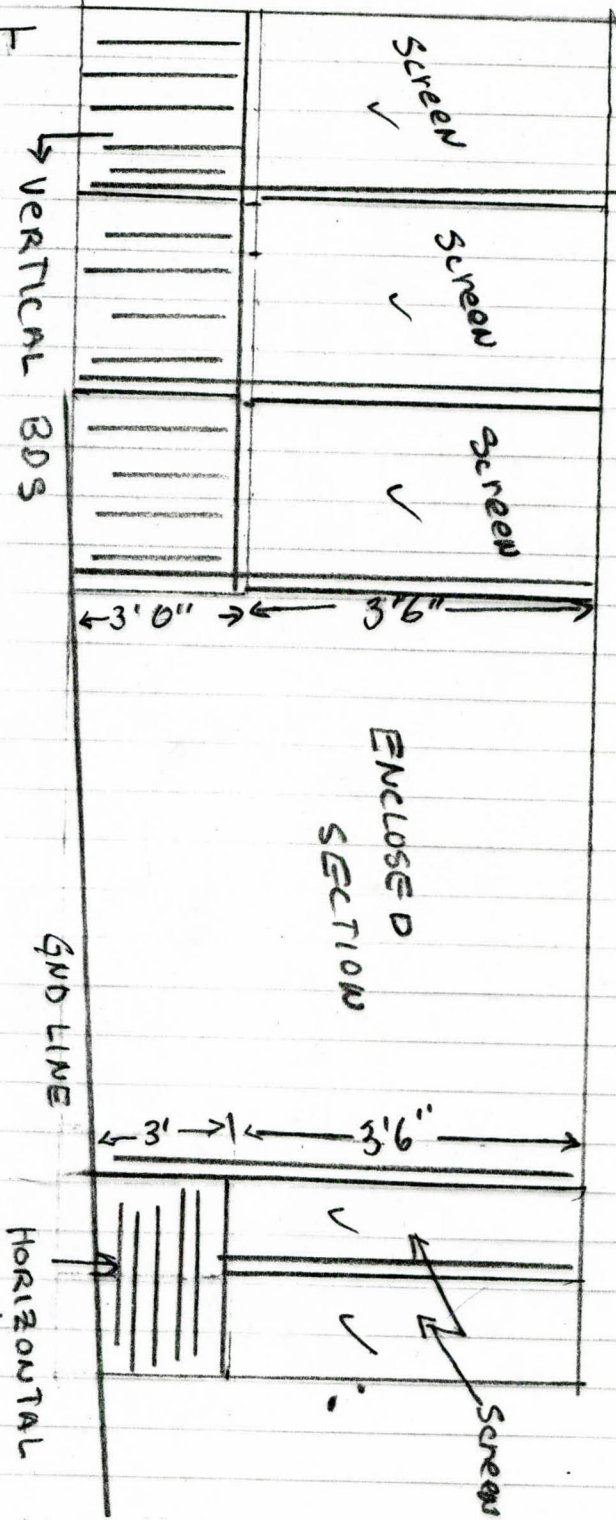 Screen
Screen
Screen
3'0"
3'6"
VERTICAL BDS
ENCLOSED
SECTION
GND LINE
3'
3'6"
Screen
HORIZONTAL